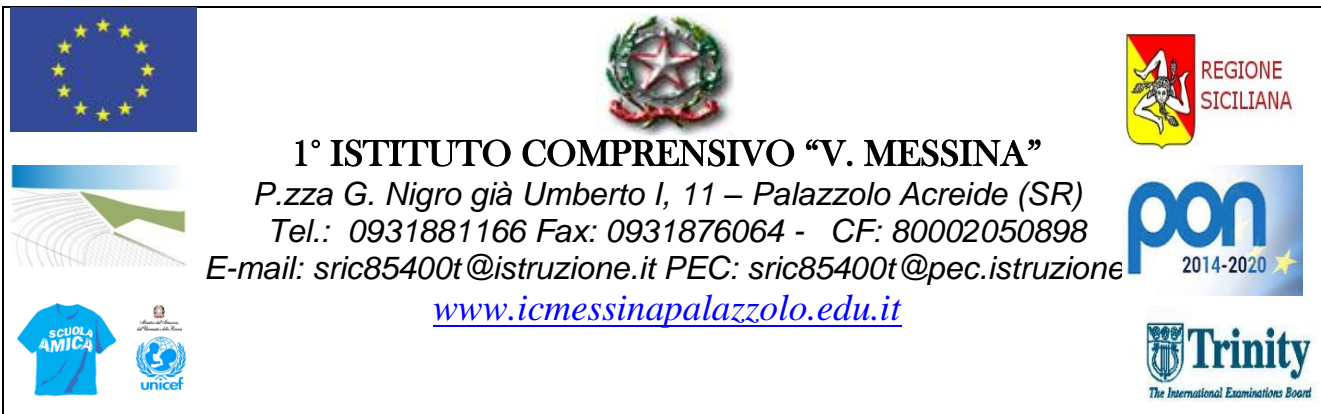 REGIONE
SICILIANA
1° ISTITUTO COMPRENSIVO “V. MESSINA”
P.zza G. Nigro già Umberto I, 11 – Palazzolo Acreide (SR)
Tel.: 0931881166 Fax: 0931876064 - CF: 80002050898
E-mail: sric85400t@istruzione.it PEC: sric85400t@pec.istruzione
www.icmessinapalazzolo.edu.it
pon
2014-2020
SCUOLA
AMICA
unicef
Trinity
The International Examinations Board